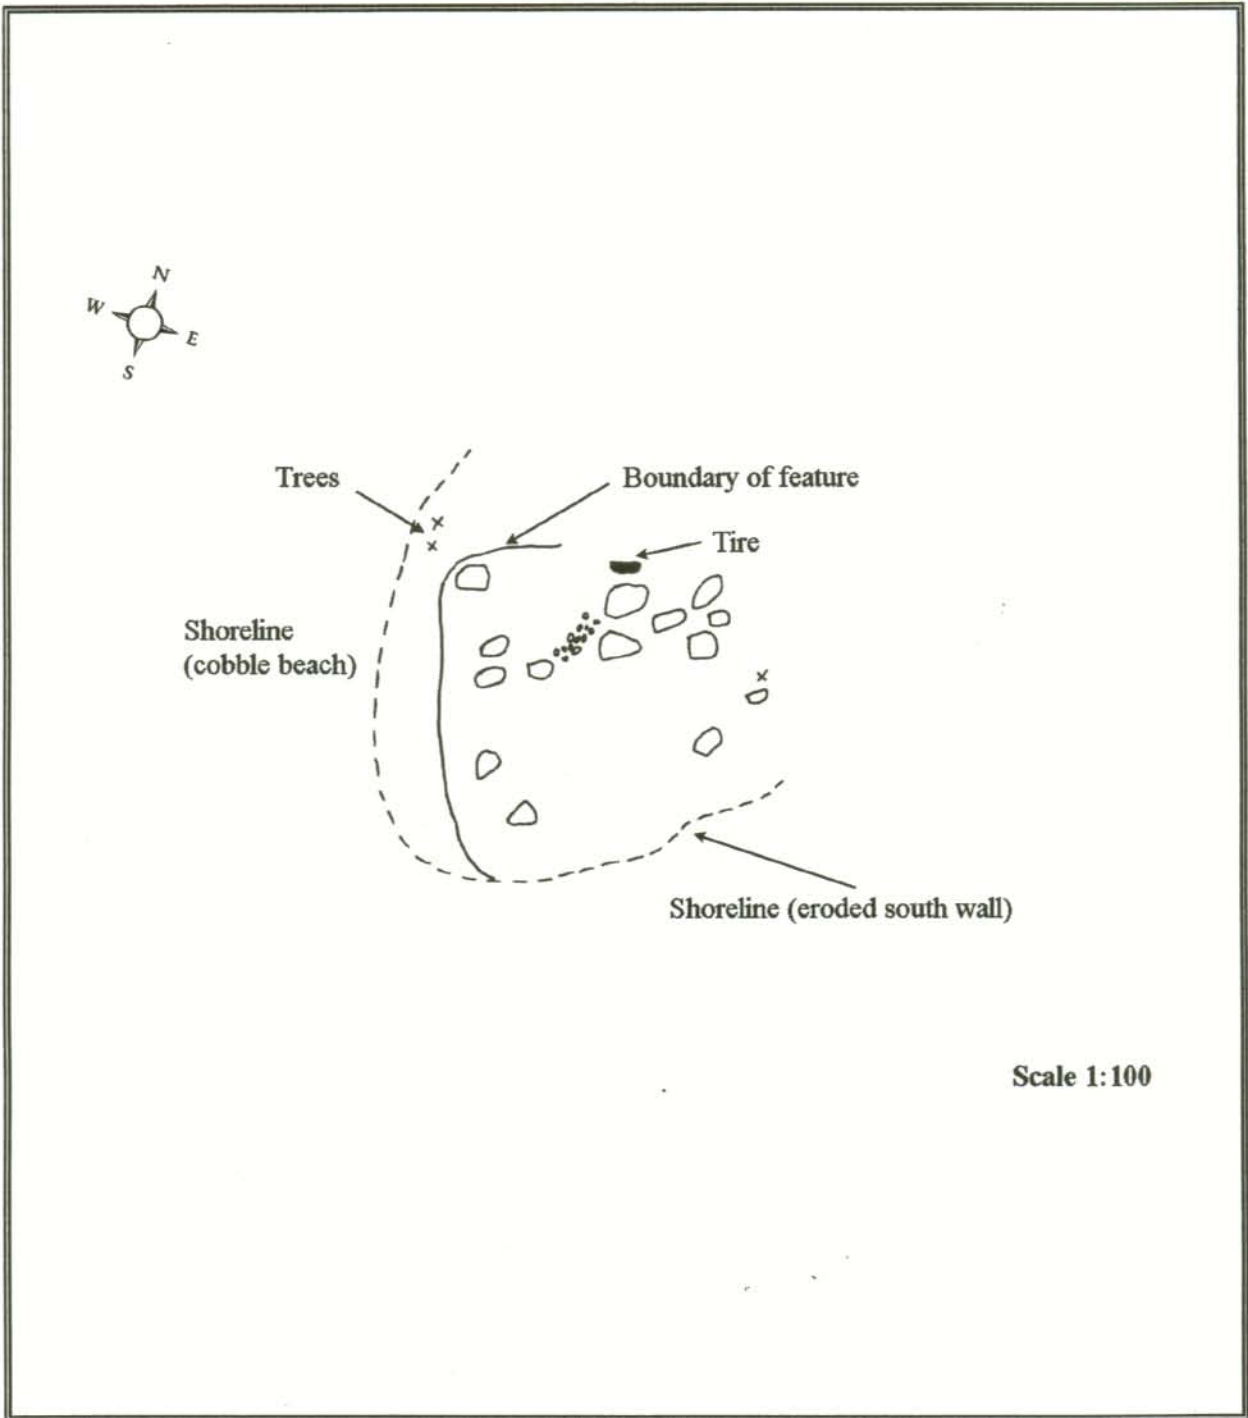 N
W
E
S
Trees
Boundary of feature
Tire
Shoreline
(cobble beach)
Shoreline (eroded south wall)
Scale 1:100